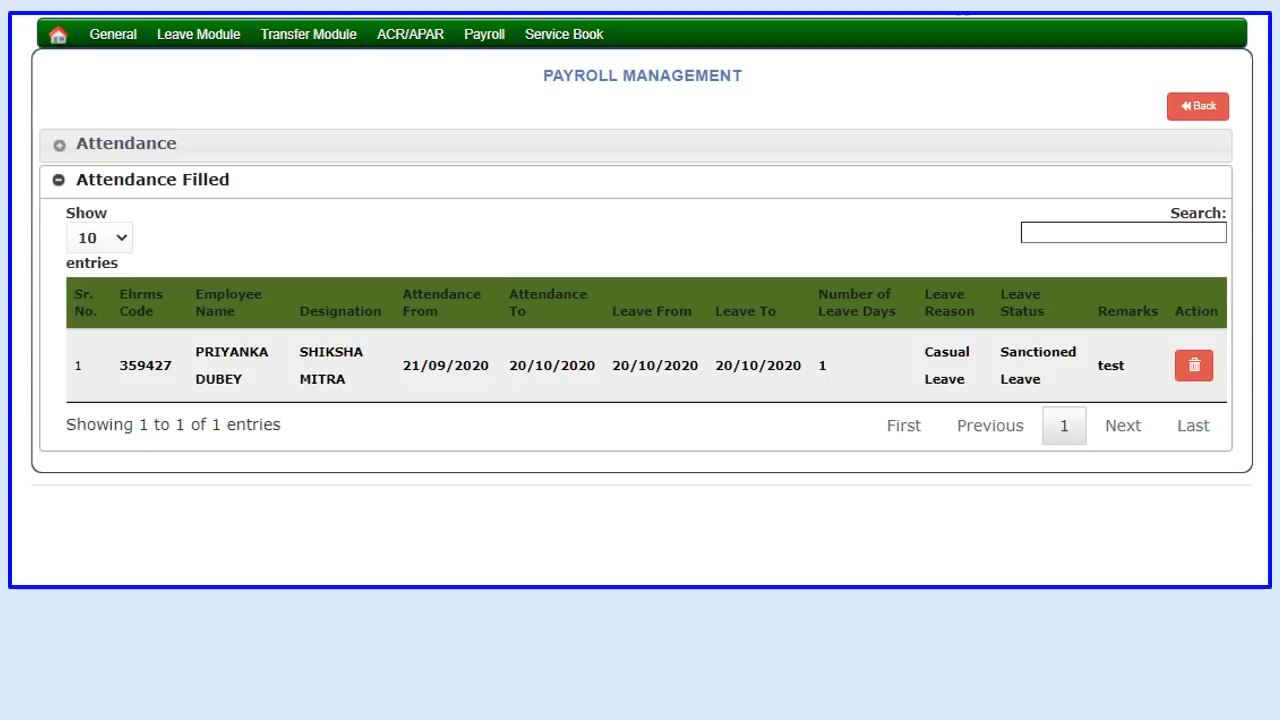 General Leave Module Transfer Module ACR/APAR Payroll Service Book
PAYROLL MANAGEMENT
Back
Attendance
Attendance Filled
Show
10
entries
Search:
Sr. No. Ehrms Code Employee Name Designation Attendance From Attendance To Leave From Leave To Number of Leave Days Leave Reason Leave Status Remarks Action
1 359427 PRIYANKA DUBEY SHIKSHA MITRA 21/09/2020 20/10/2020 20/10/2020 20/10/2020 1 Casual Leave Sanctioned Leave test
Showing 1 to 1 of 1 entries
First Previous 1 Next Last